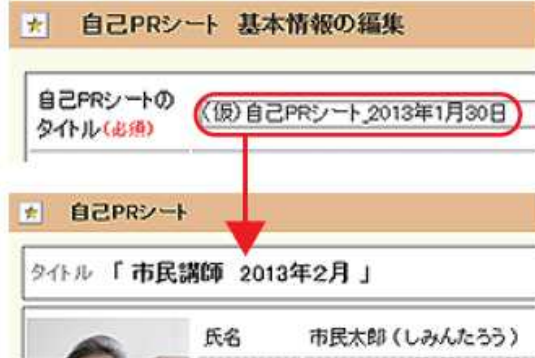 自己PRシート 基本情報の編集
自己PRシートの
タイトル(必須)
(仮)自己PRシート_2013年1月30日
自己PRシート
タイトル「 市民講師 2013年2月 」
氏名 市民太郎(しみんたろう)